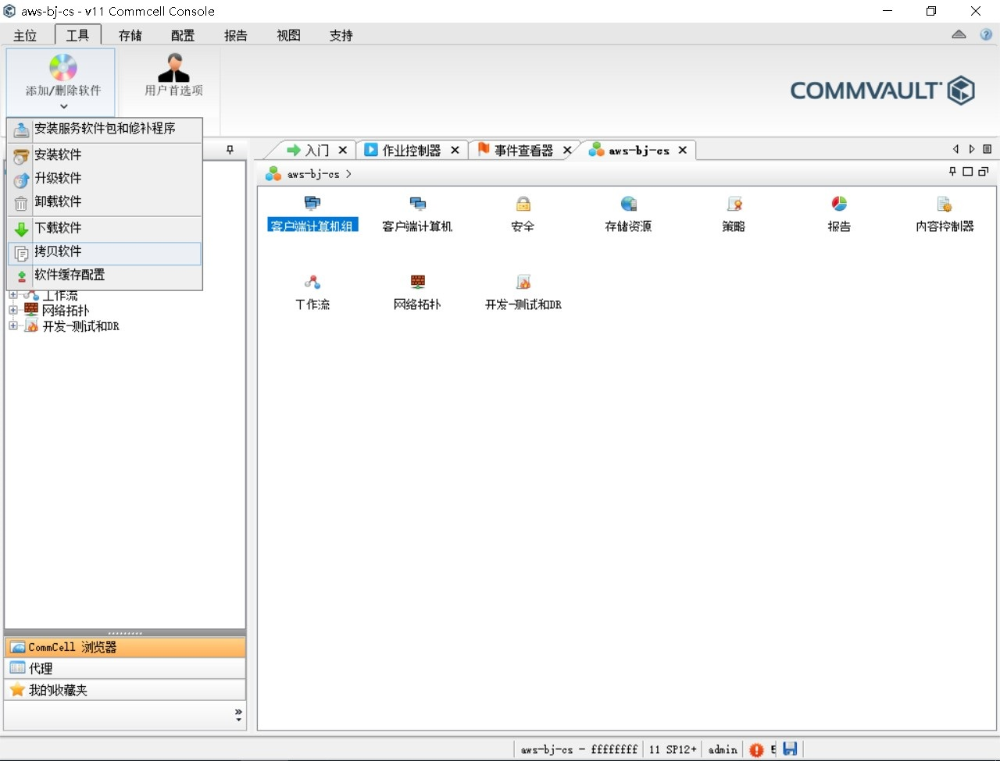 aws-bj-cs - v11 Commcell Console
主位 工具 存储 配置 报告 视图 支持
添加/删除软件
用户首选项
COMMVAULT
安装服务软件包和修补程序
安装软件
升级软件
卸载软件
下载软件
拷贝软件
软件缓存配置
工作流
网络拓扑
开发-测试和DR
入门 作业控制器 事件查看器 aws-bj-cs
aws-bj-cs >
客户端计算机组 客户端计算机 安全 存储资源 策略 报告 内容控制器
工作流 网络拓扑 开发-测试和DR
CommCell 浏览器
代理
我的收藏夹
aws-bj-cs - ffffffff 11 SP12+ admin